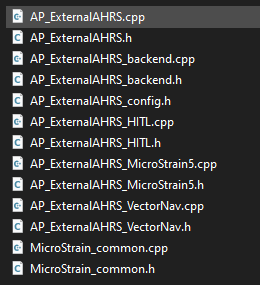 AP_ExternalAHRS.cpp
AP_ExternalAHRS.h
AP_ExternalAHRS_backend.cpp
AP_ExternalAHRS_backend.h
AP_ExternalAHRS_config.h
AP_ExternalAHRS_HITL.cpp
AP_ExternalAHRS_HITL.h
AP_ExternalAHRS_MicroStrain5.cpp
AP_ExternalAHRS_MicroStrain5.h
AP_ExternalAHRS_VectorNav.cpp
AP_ExternalAHRS_VectorNav.h
MicroStrain_common.cpp
MicroStrain_common.h